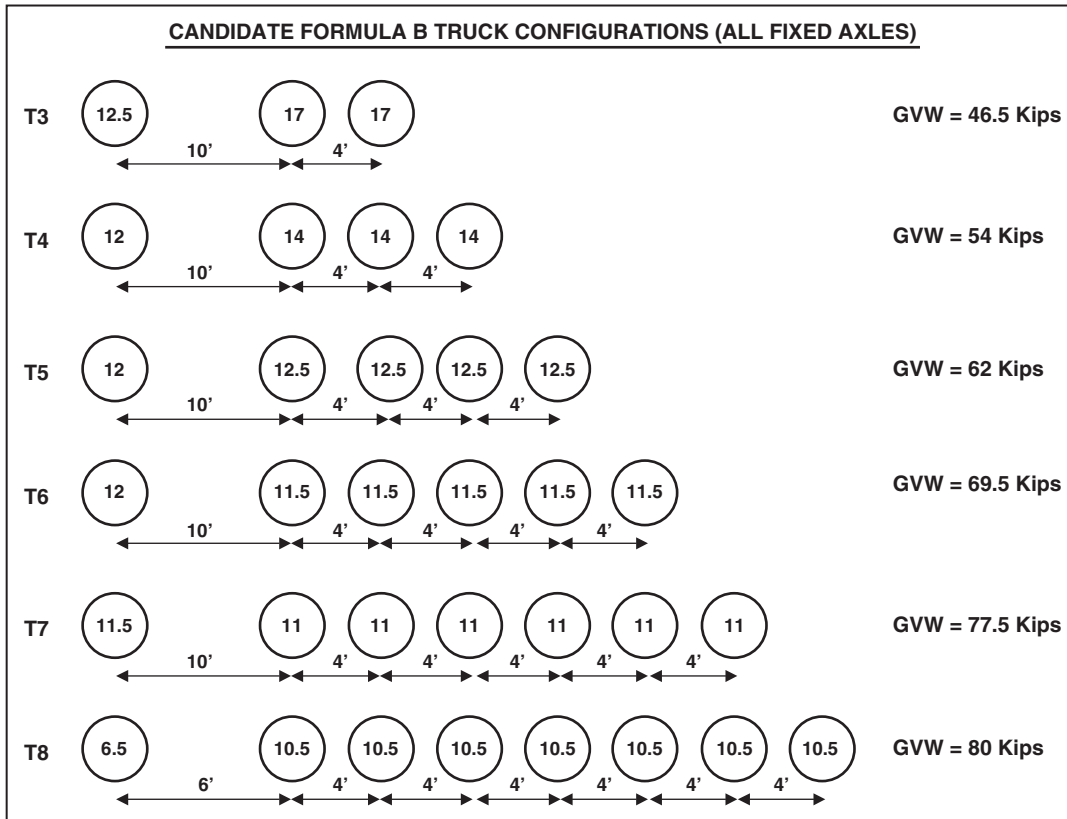 CANDIDATE FORMULA B TRUCK CONFIGURATIONS (ALL FIXED AXLES)
T3 12.5 17 17 GVW = 46.5 Kips
10’ 4’
T4 12 14 14 14 GVW = 54 Kips
10’ 4’ 4’
T5 12 12.5 12.5 12.5 12.5 GVW = 62 Kips
10’ 4’ 4’ 4’
T6 12 11.5 11.5 11.5 11.5 11.5 GVW = 69.5 Kips
10’ 4’ 4’ 4’ 4’
T7 11.5 11 11 11 11 11 11 GVW = 77.5 Kips
10’ 4’ 4’ 4’ 4’ 4’
T8 6.5 10.5 10.5 10.5 10.5 10.5 10.5 10.5 GVW = 80 Kips
6’ 4’ 4’ 4’ 4’ 4’ 4’